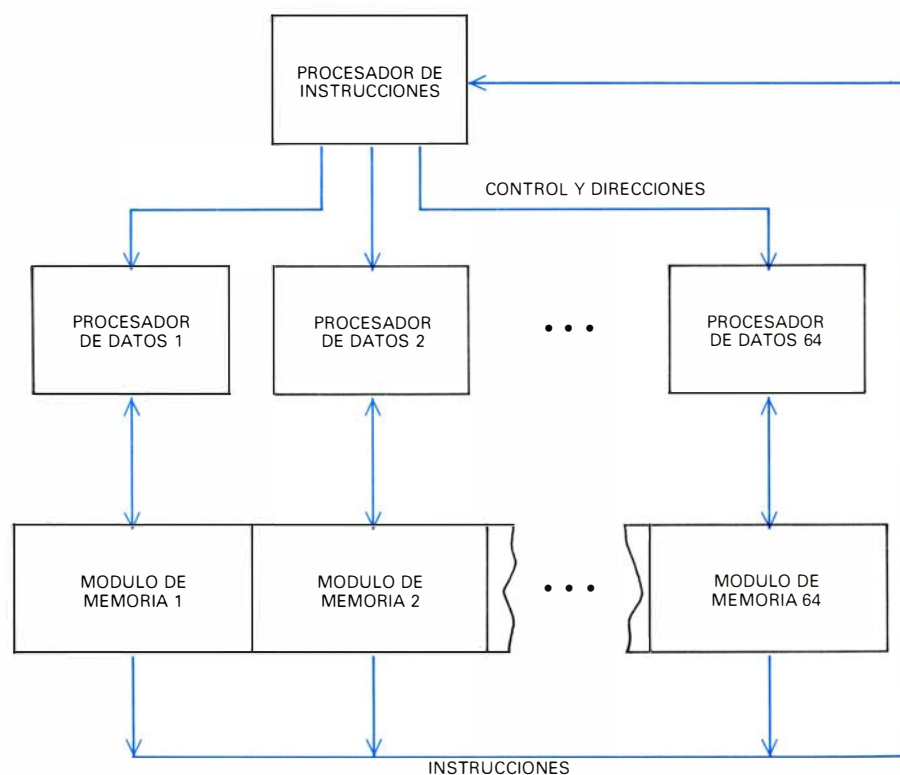 PROCESADOR DE
INSTRUCCIONES
CONTROL Y DIRECCIONES
PROCESADOR
DE DATOS 1
PROCESADOR
DE DATOS 2
PROCESADOR
DE DATOS 64
MODULO DE
MEMORIA 1
MODULO DE
MEMORIA 2
MODULO DE
MEMORIA 64
INSTRUCCIONES